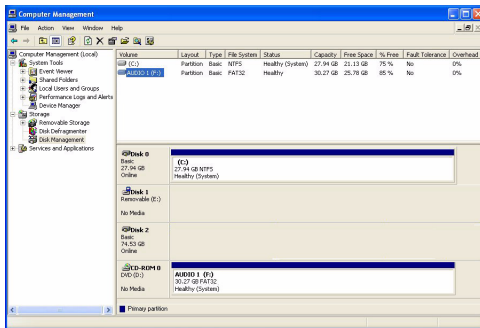 Computer Management
File Action View Window Help
Computer Management (Local)
System Tools
Event Viewer
Shared Folders
Local Users and Groups
Performance Logs and Alerts
Device Manager
Storage
Removable Storage
Disk Defragmenter
Disk Management
Services and Applications
Volume Layout Type File System Status Capacity Free Space % Free Fault Tolerance Overhead
(C:) Partition Basic NTFS Healthy (System) 27.94 GB 21.13 GB 75 % No 0%
AUDIO 1 (F:) Partition Basic FAT32 Healthy 30.27 GB 25.78 GB 85 % No 0%
Disk 0
Basic
27.94 GB
Online
(C:)
27.94 GB NTFS
Healthy (System)
Disk 1
Removable (E:)
No Media
Disk 2
Basic
74.53 GB
Online
CD-ROM 0
DVD (D:)
No Media
AUDIO 1 (F:)
30.27 GB FAT32
Healthy (System)
Primary partition